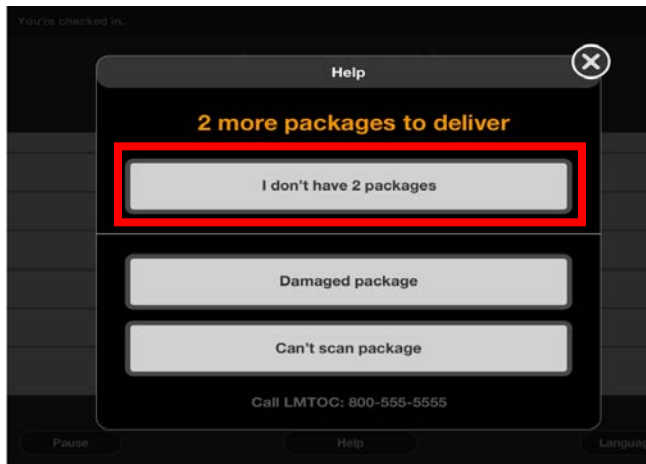 You're checked in.
Help
2 more packages to deliver
I don't have 2 packages
Damaged package
Can't scan package
Call LMTOC: 800-555-5555
Pause
Help
Languag